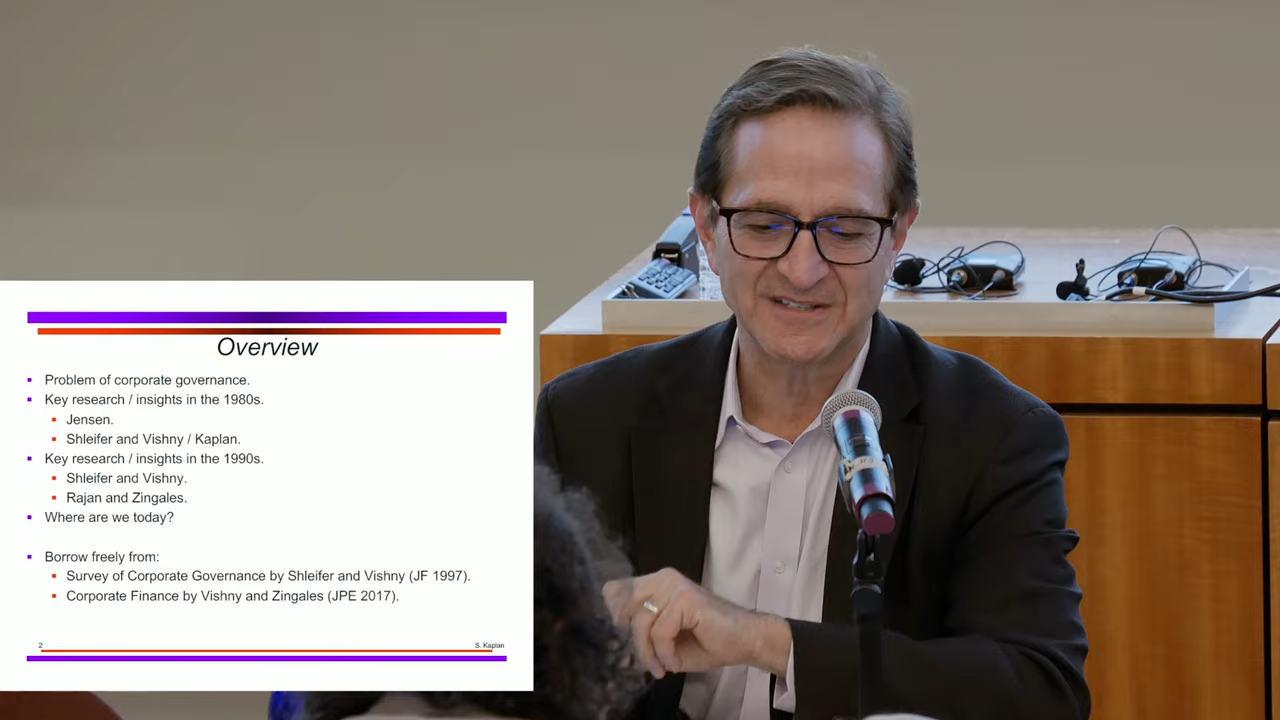 Overview
Problem of corporate governance.
Key research / insights in the 1980s.
Jensen.
Shleifer and Vishny / Kaplan.
Key research / insights in the 1990s.
Shleifer and Vishny.
Rajan and Zingales.
Where are we today?
Borrow freely from:
Survey of Corporate Governance by Shleifer and Vishny (JF 1997).
Corporate Finance by Vishny and Zingales (JPE 2017).
2
S. Kaplan